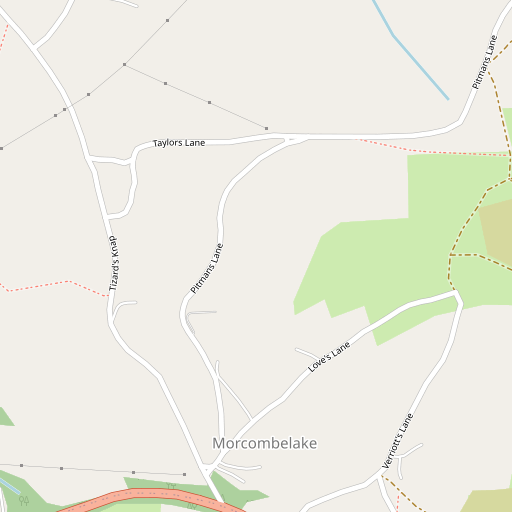 Pitmans Lane
Taylors Lane
Tizard's Knap
Pitmans Lane
Love's Lane
Verriott's Lane
Morcombelake